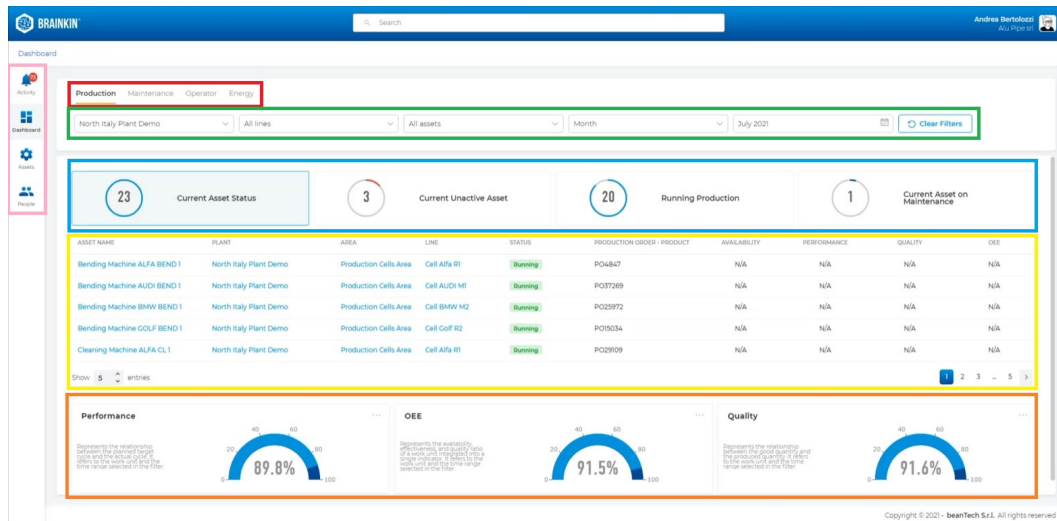 BRAINKIN
Search
Andrea Bertolozzi
Alu Pipe srl
Dashboard
Activity
Dashboard
Assets
People
Production Maintenance Operator Energy
North Italy Plant Demo All lines All assets Month July 2021 Clear Filters
23 Current Asset Status
3 Current Unactive Asset
20 Running Production
1 Current Asset on
Maintenance
ASSET NAME PLANT AREA LINE STATUS PRODUCTION ORDER - PRODUCT AVAILABILITY PERFORMANCE QUALITY OEE
Bending Machine ALFA BEND 1 North Italy Plant Demo Production Cells Area Cell Alfa R1 Running PO4847 N/A N/A N/A N/A
Bending Machine AUDI BEND 1 North Italy Plant Demo Production Cells Area Cell AUDI M1 Running PO37269 N/A N/A N/A N/A
Bending Machine BMW BEND 1 North Italy Plant Demo Production Cells Area Cell BMW M2 Running PO25972 N/A N/A N/A N/A
Bending Machine GOLF BEND 1 North Italy Plant Demo Production Cells Area Cell Golf R2 Running PO15034 N/A N/A N/A N/A
Cleaning Machine ALFA CL 1 North Italy Plant Demo Production Cells Area Cell Alfa R1 Running PO29109 N/A N/A N/A N/A
Show 5 entries 1 2 3 ... 5 >
Performance ...
Represents the relationship
between the planned target
cycle and the actual cycle. It
refers to the work unit and the
time range selected in the filter.
0 20 40 60 80 100
89.8%
OEE ...
Represents the availability,
effectiveness, and quality ratio
of a work unit integrated into a
single indicator. It refers to the
work unit and the time range
selected in the filter.
0 20 40 60 80 100
91.5%
Quality ...
Represents the relationship
between the good quantity and
the produced quantity. It refers
to the work unit and the time
range selected in the filter.
0 20 40 60 80 100
91.6%
Copyright © 2021 - beanTech S.r.l. All rights reserved